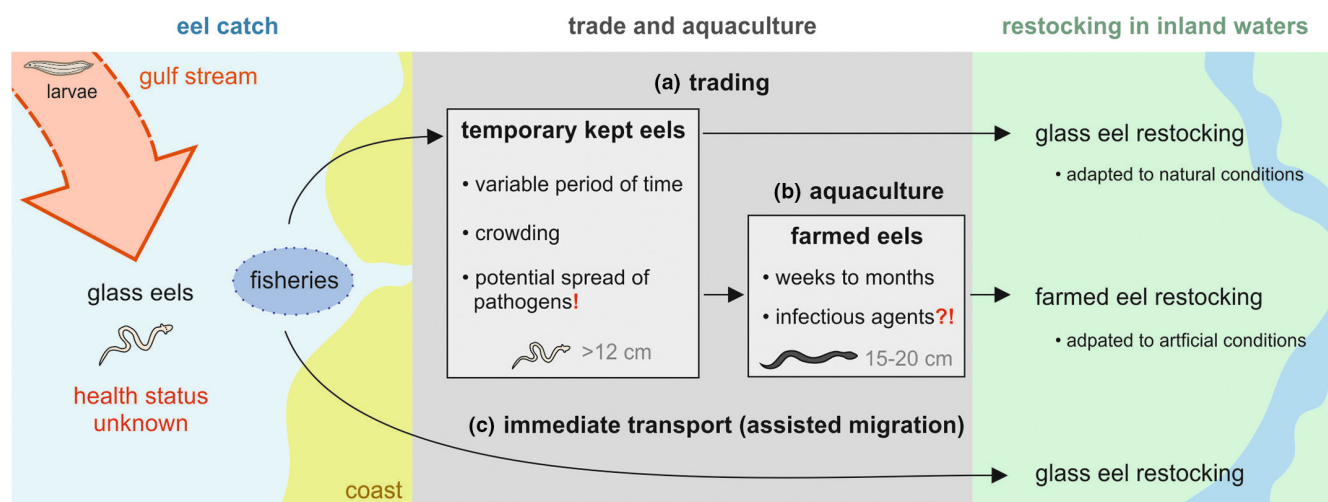 eel catch
trade and aquaculture
restocking in inland waters
larvae
gulf stream
glass eels
health status
unknown
fisheries
coast
(a) trading
temporary kept eels
• variable period of time
• crowding
• potential spread of
pathogens!
>12 cm
(b) aquaculture
farmed eels
• weeks to months
• infectious agents?!
15-20 cm
(c) immediate transport (assisted migration)
glass eel restocking
• adapted to natural conditions
farmed eel restocking
• adpated to artficial conditions
glass eel restocking